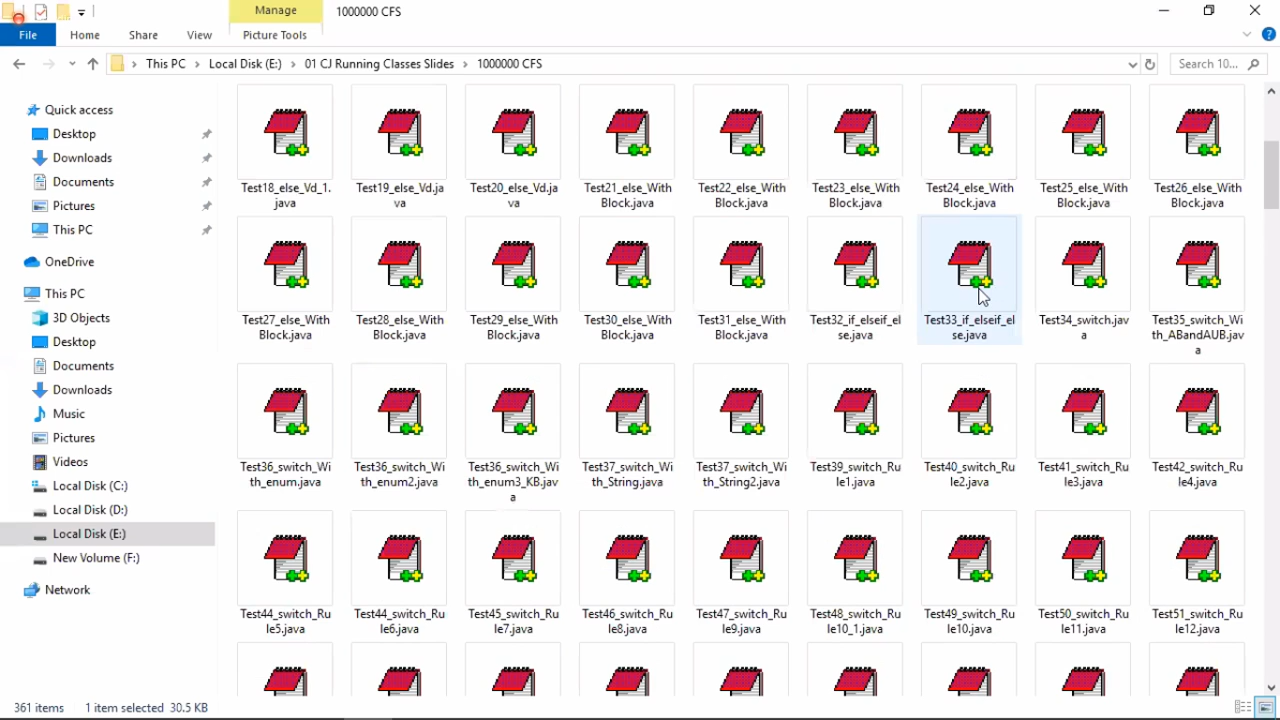 Manage
1000000 CFS
File
Home
Share
View
Picture Tools
This PC
Local Disk (E:)
01 CJ Running Classes Slides
1000000 CFS
Search 10...
Quick access
Desktop
Downloads
Documents
Pictures
This PC
OneDrive
This PC
3D Objects
Desktop
Documents
Downloads
Music
Pictures
Videos
Local Disk (C:)
Local Disk (D:)
Local Disk (E:)
New Volume (F:)
Network
Test18_else_Vd_1.
java
Test19_else_Vd.ja
va
Test20_else_Vd.ja
va
Test21_else_With
Block.java
Test22_else_With
Block.java
Test23_else_With
Block.java
Test24_else_With
Block.java
Test25_else_With
Block.java
Test26_else_With
Block.java
Test27_else_With
Block.java
Test28_else_With
Block.java
Test29_else_With
Block.java
Test30_else_With
Block.java
Test31_else_With
Block.java
Test32_if_elseif_el
se.java
Test33_if_elseif_el
se.java
Test34_switch.jav
a
Test35_switch_Wi
th_ABandAUB.jav
a
Test36_switch_Wi
th_enum.java
Test36_switch_Wi
th_enum2.java
Test36_switch_Wi
th_enum3_KB.jav
a
Test37_switch_Wi
th_String.java
Test37_switch_Wi
th_String2.java
Test39_switch_Ru
le1.java
Test40_switch_Ru
le2.java
Test41_switch_Ru
le3.java
Test42_switch_Ru
le4.java
Test44_switch_Ru
le5.java
Test44_switch_Ru
le6.java
Test45_switch_Ru
le7.java
Test46_switch_Ru
le8.java
Test47_switch_Ru
le9.java
Test48_switch_Ru
le10_1.java
Test49_switch_Ru
le10.java
Test50_switch_Ru
le11.java
Test51_switch_Ru
le12.java
361 items
1 item selected 30.5 KB